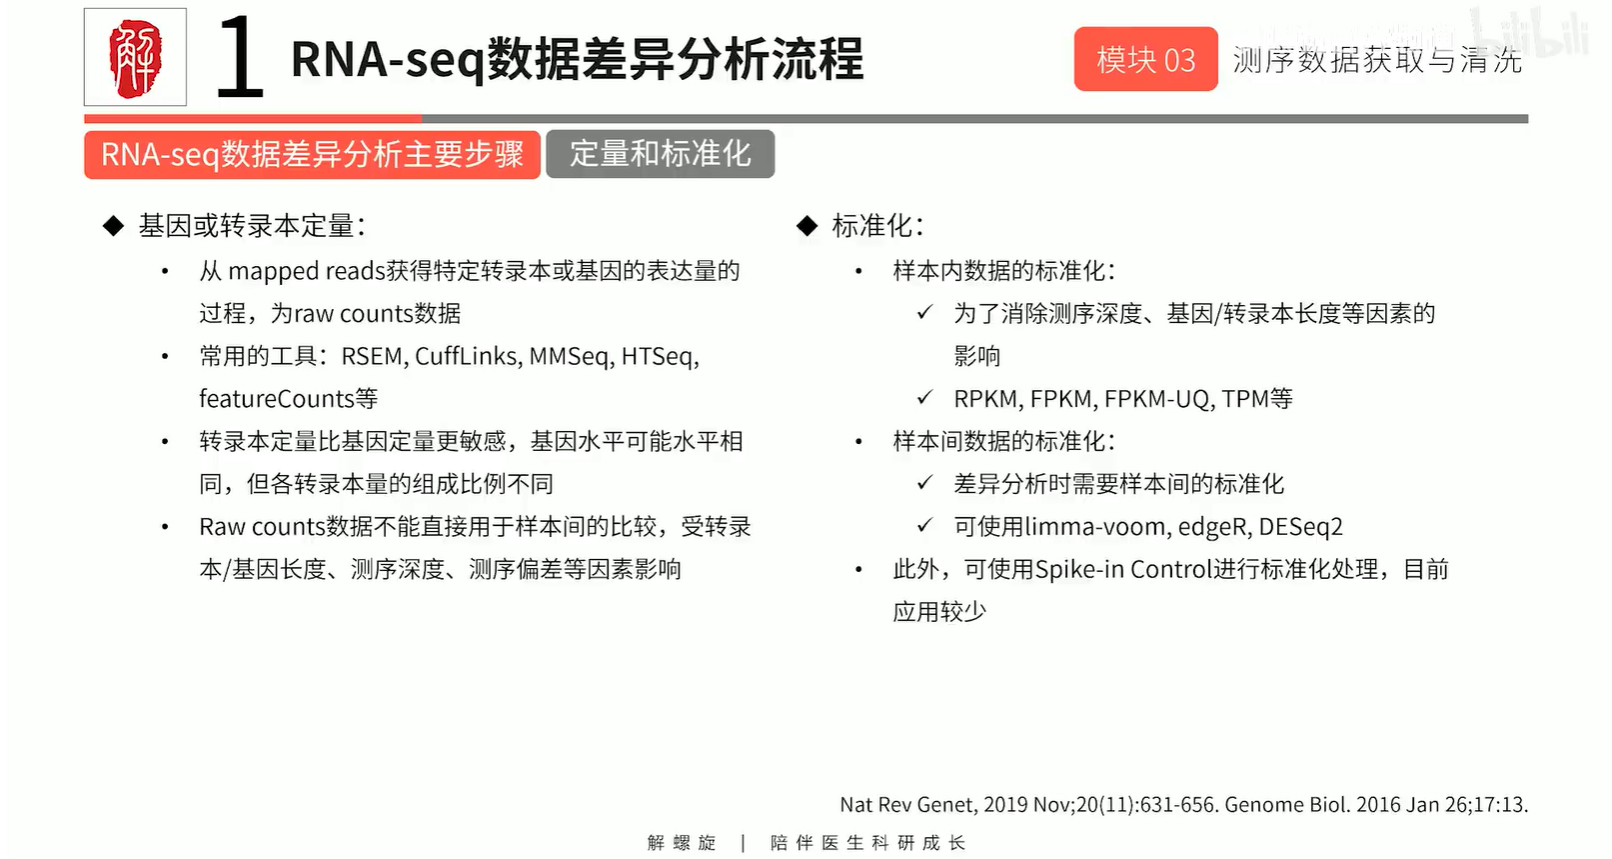 解
1
RNA-seq数据差异分析流程
模块 03
测序数据获取与清洗
bilibili
RNA-seq数据差异分析主要步骤
定量和标准化
◆ 基因或转录本定量：
• 从 mapped reads获得特定转录本或基因的表达量的
过程，为raw counts数据
• 常用的工具：RSEM, CuffLinks, MMSeq, HTSeq,
featureCounts等
• 转录本定量比基因定量更敏感，基因水平可能水平相
同，但各转录本量的组成比例不同
• Raw counts数据不能直接用于样本间的比较，受转录
本/基因长度、测序深度、测序偏差等因素影响
◆ 标准化：
• 样本内数据的标准化：
✓ 为了消除测序深度、基因/转录本长度等因素的
影响
✓ RPKM, FPKM, FPKM-UQ, TPM等
• 样本间数据的标准化：
✓ 差异分析时需要样本间的标准化
✓ 可使用limma-voom, edgeR, DESeq2
• 此外，可使用Spike-in Control进行标准化处理，目前
应用较少
Nat Rev Genet, 2019 Nov;20(11):631-656. Genome Biol. 2016 Jan 26;17:13.
解螺旋 | 陪伴医生科研成长